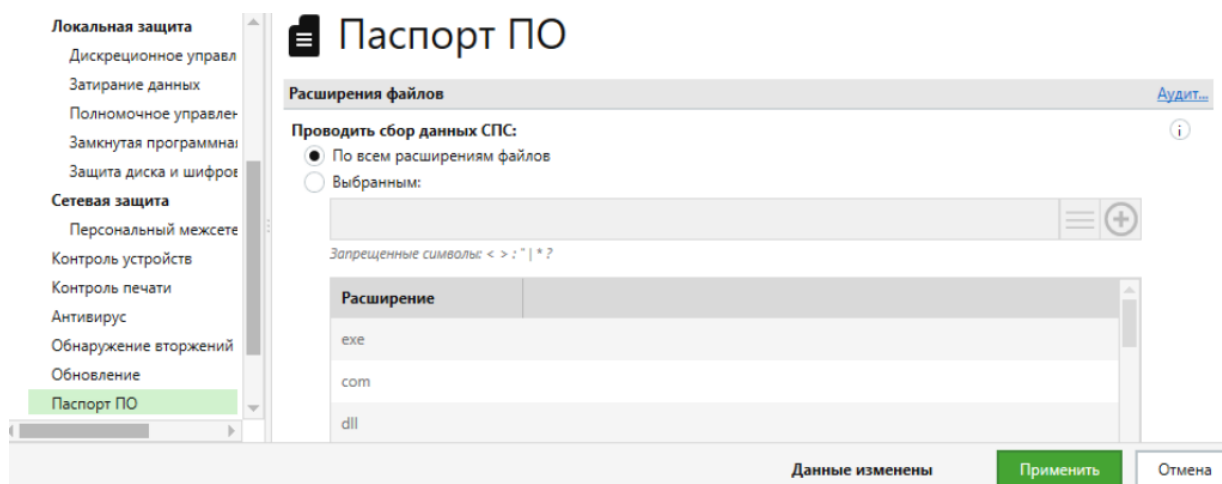 Локальная защита
Дискреционное управл
Затирание данных
Полномочное управлен
Замкнутая программна
Защита диска и шифров
Сетевая защита
Персональный межсете
Контроль устройств
Контроль печати
Антивирус
Обнаружение вторжений
Обновление
Паспорт ПО
Паспорт ПО
Расширения файлов Аудит...
Проводить сбор данных СПС:
По всем расширениям файлов
Выбранным:
Запрещенные символы: < > : " | * ?
Расширение
exe
com
dll
Данные изменены Применить Отмена